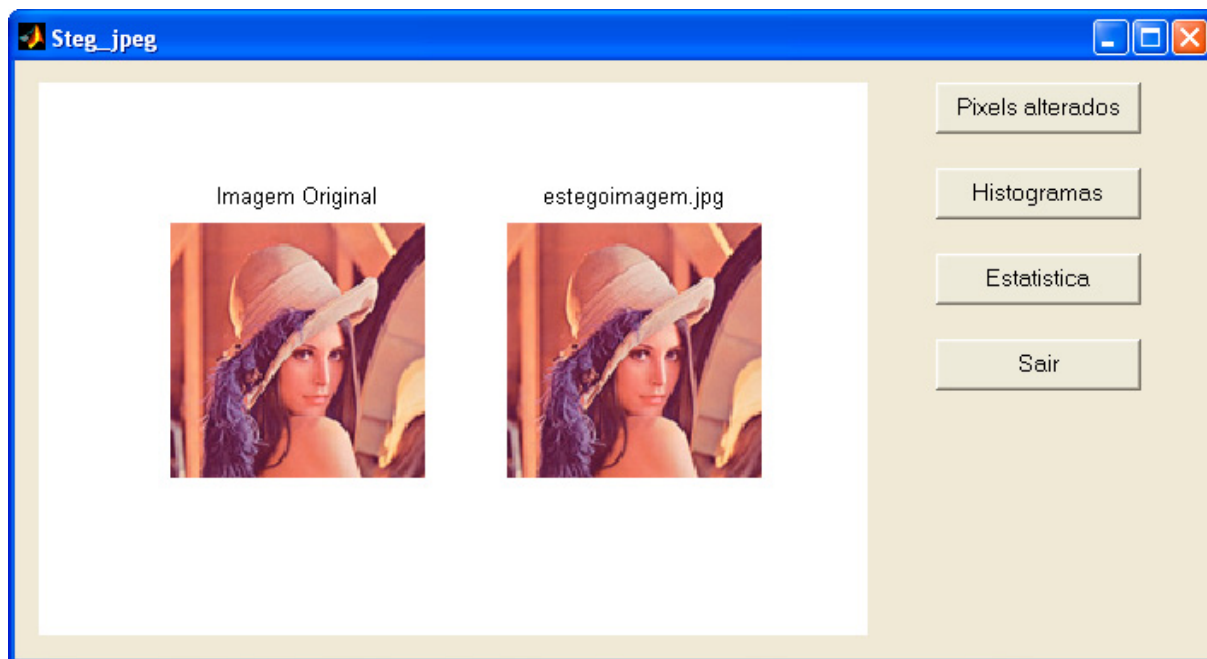 Steg_jpeg
Pixels alterados
Imagem Original
estegoimagem.jpg
Histogramas
Estatistica
Sair